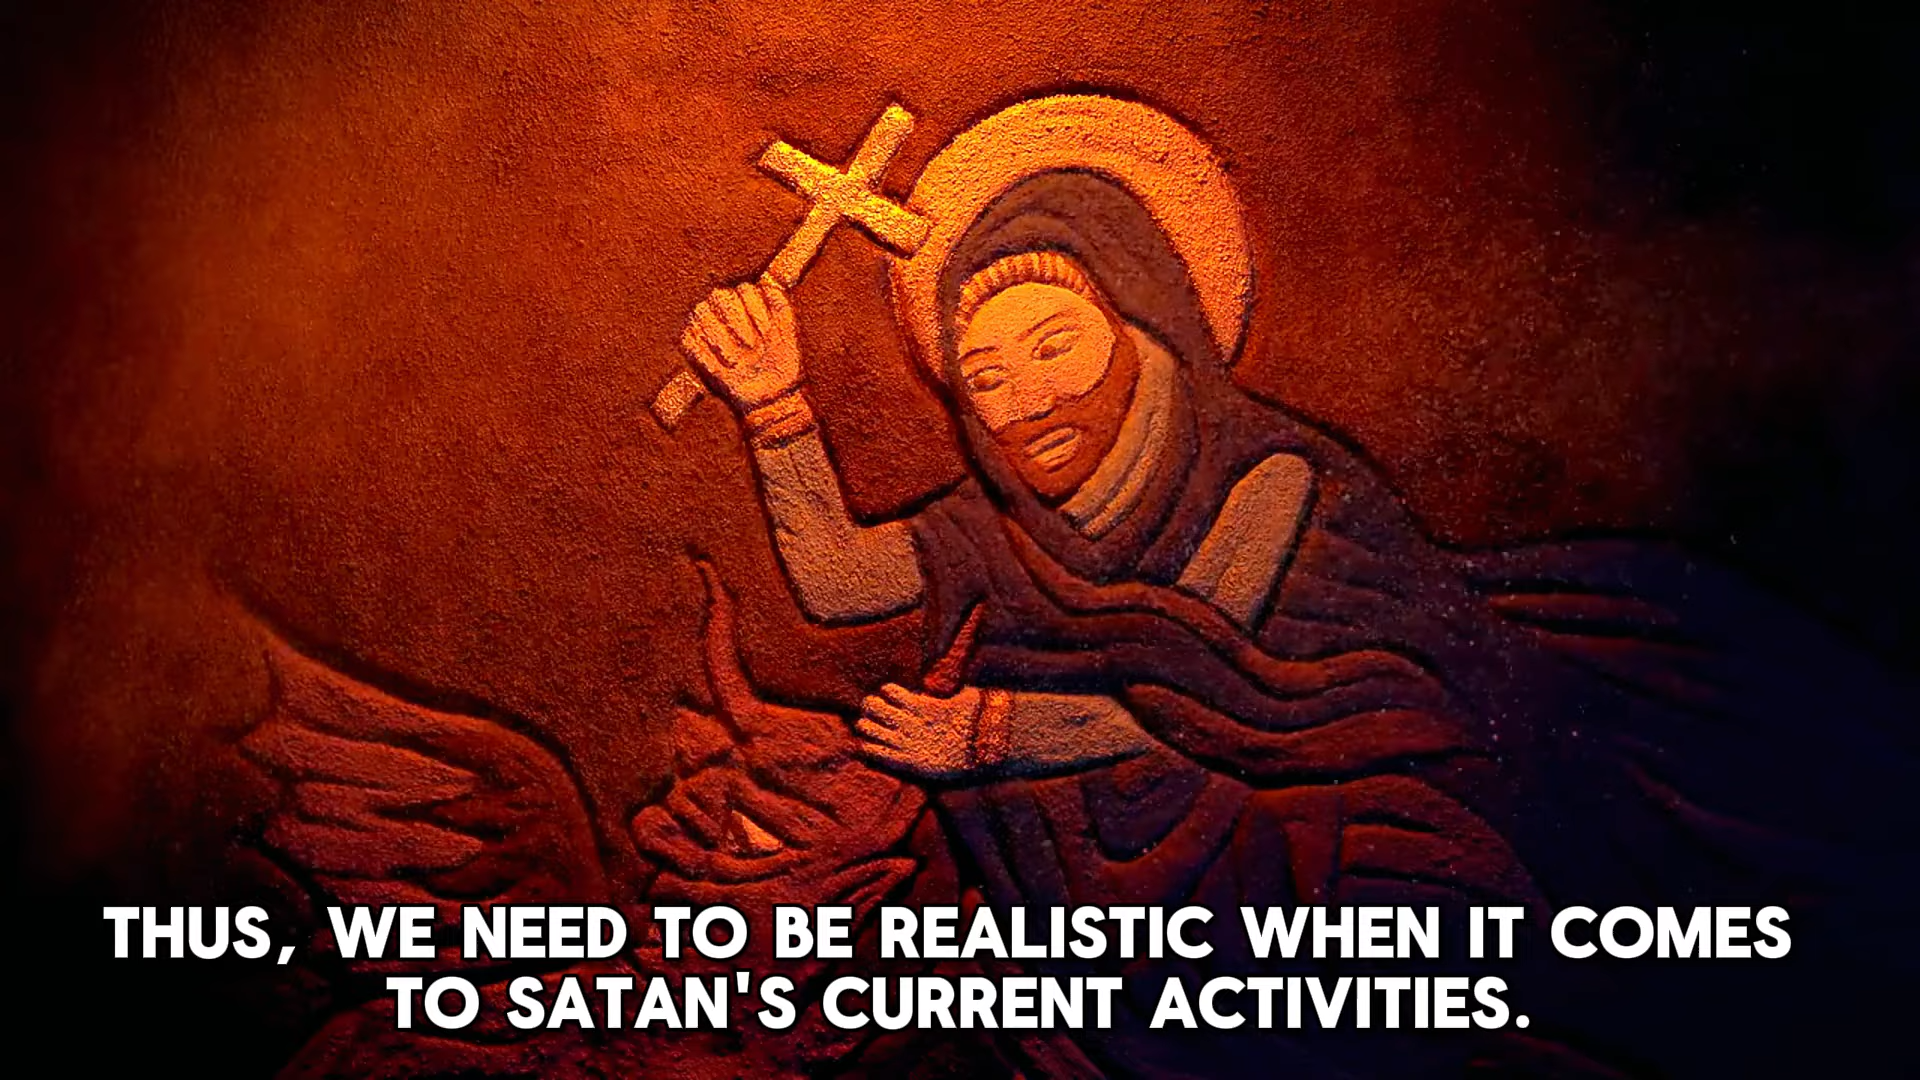 THUS, WE NEED TO BE REALISTIC WHEN IT COMES
TO SATAN'S CURRENT ACTIVITIES.